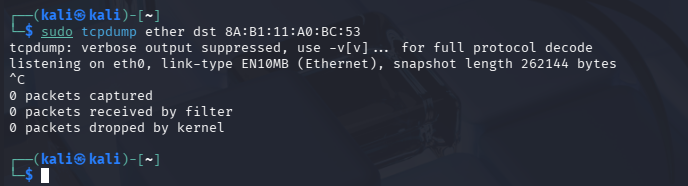 ┌──(kali㉿kali)-[~]
└─$ sudo tcpdump ether dst 8A:B1:11:A0:BC:53
tcpdump: verbose output suppressed, use -v[v]... for full protocol decode
listening on eth0, link-type EN10MB (Ethernet), snapshot length 262144 bytes
^C
0 packets captured
0 packets received by filter
0 packets dropped by kernel
┌──(kali㉿kali)-[~]
└─$